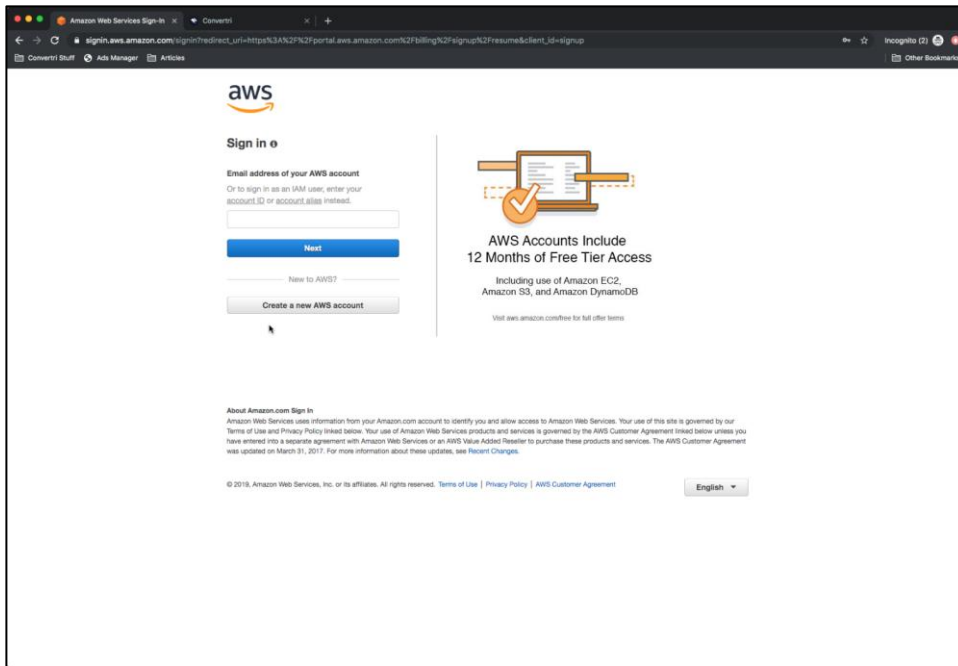 Amazon Web Services Sign-In
Convertri
signin.aws.amazon.com/signin?redirect_uri=https%3A%2F%2Fportal.aws.amazon.com%2Fbilling%2Fsignup%2Fresume&client_id=signup
Incognito (2)
Convertri Stuff
Ads Manager
Articles
Other Bookmarks
aws
Sign in
Email address of your AWS account
Or to sign in as an IAM user, enter your
account ID or account alias instead.
Next
New to AWS?
Create a new AWS account
AWS Accounts Include
12 Months of Free Tier Access
Including use of Amazon EC2,
Amazon S3, and Amazon DynamoDB
Visit aws.amazon.com/free for full offer terms
About Amazon.com Sign In
Amazon Web Services uses information from your Amazon.com account to identify you and allow access to Amazon Web Services. Your use of this site is governed by our
Terms of Use and Privacy Policy linked below. Your use of Amazon Web Services products and services is governed by the AWS Customer Agreement linked below unless you
have entered into a separate agreement with Amazon Web Services or an AWS Value Added Reseller to purchase these products and services. The AWS Customer Agreement
was updated on March 31, 2017. For more information about these updates, see Recent Changes.
© 2019, Amazon Web Services, Inc. or its affiliates. All rights reserved. Terms of Use | Privacy Policy | AWS Customer Agreement
English